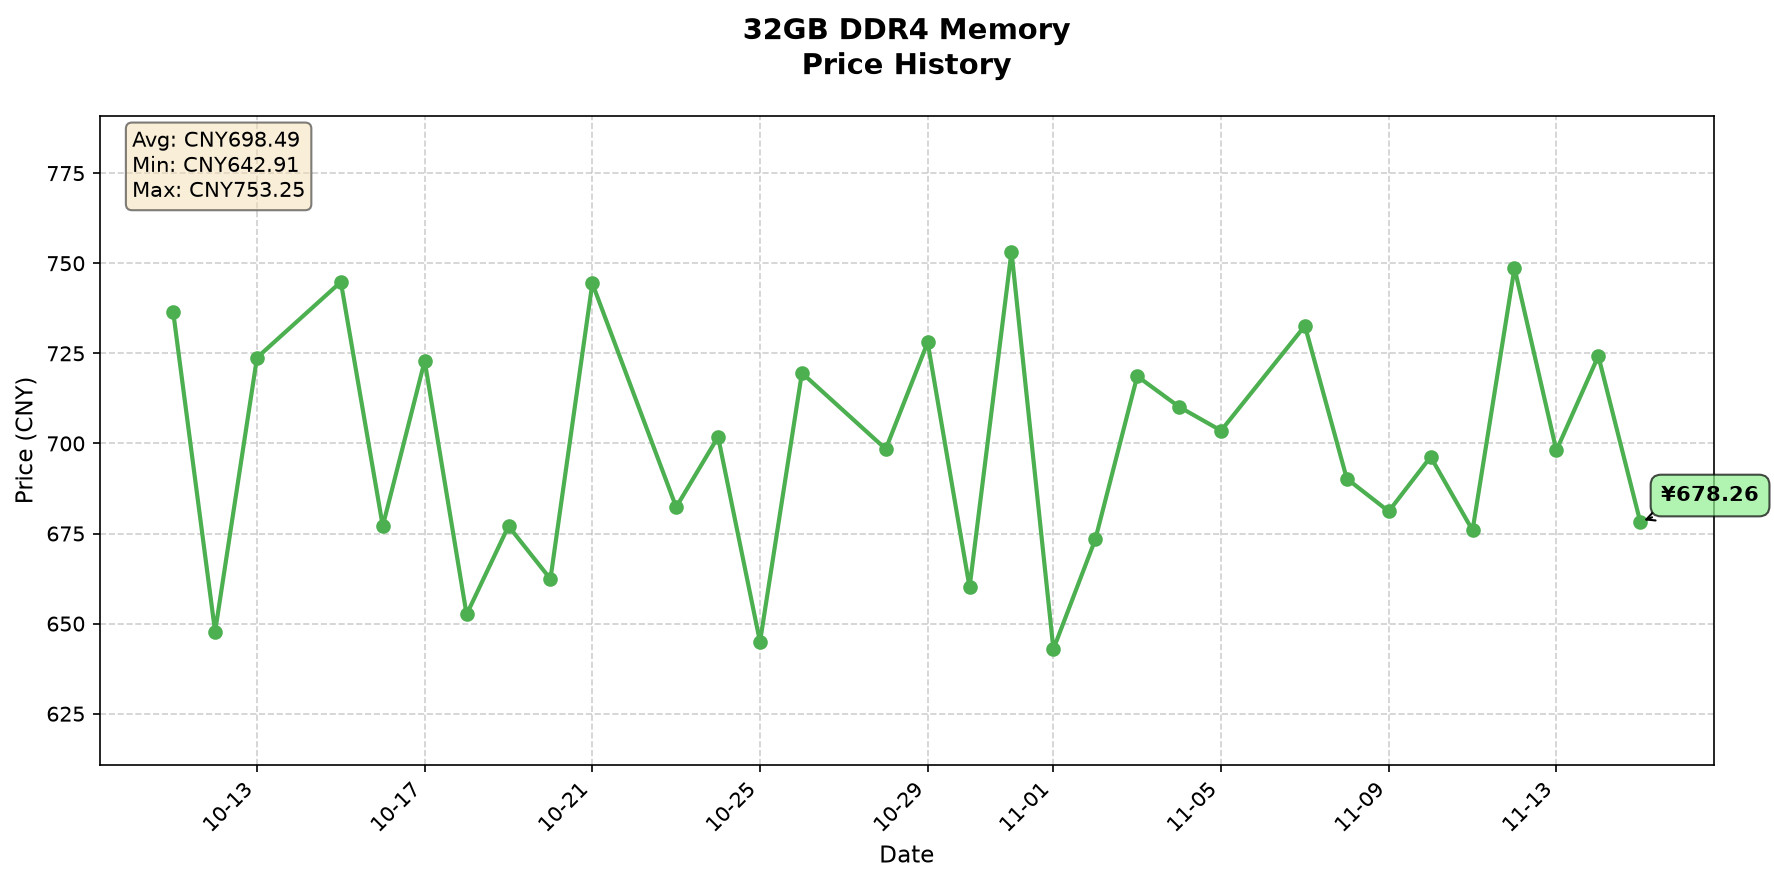 32GB DDR4 Memory
Price History
Avg: CNY698.49
Min: CNY642.91
Max: CNY753.25
775
750
725
700
675
650
625
Price (CNY)
¥678.26
10-13
10-17
10-21
10-25
10-29
11-01
11-05
11-09
11-13
Date